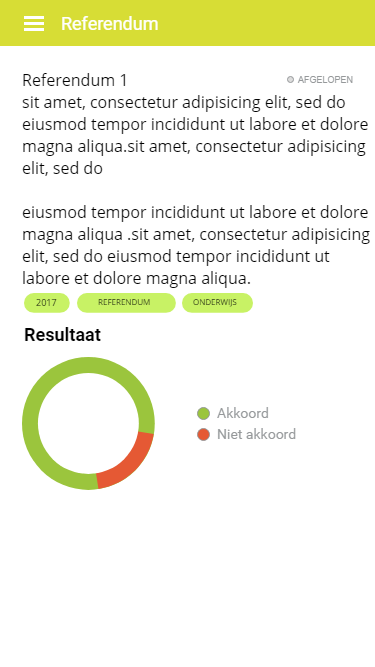 Referendum
Referendum 1
AFGELOPEN
sit amet, consectetur adipisicing elit, sed do
eiusmod tempor incididunt ut labore et dolore
magna aliqua.sit amet, consectetur adipisicing
elit, sed do
eiusmod tempor incididunt ut labore et dolore
magna aliqua .sit amet, consectetur adipisicing
elit, sed do eiusmod tempor incididunt ut
labore et dolore magna aliqua.
2017
REFERENDUM
ONDERWIJS
Resultaat
Akkoord
Niet akkoord